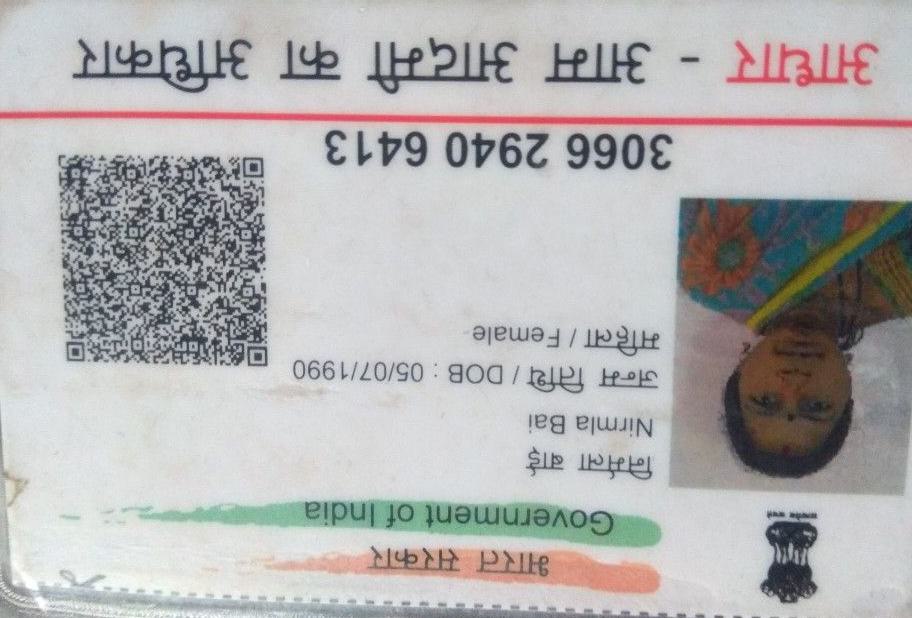 भारत सरकार
Government of India
निर्मला बाई
Nirmla Bai
जन्म तिथि / DOB : 05/07/1990
महिला / Female
3066 2940 6413
आधार - आम आदमी का अधिकार